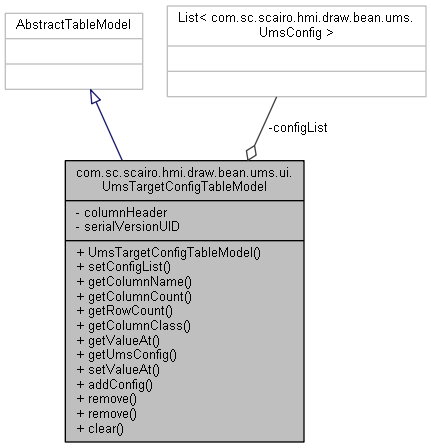 AbstractTableModel
List< com.sc.scairo.hmi.draw.bean.ums.
UmsConfig >
-configList
com.sc.scairo.hmi.draw.bean.ums.ui.
UmsTargetConfigTableModel
- columnHeader
- serialVersionUID
+ UmsTargetConfigTableModel()
+ setConfigList()
+ getColumnName()
+ getColumnCount()
+ getRowCount()
+ getColumnClass()
+ getValueAt()
+ getUmsConfig()
+ setValueAt()
+ addConfig()
+ remove()
+ remove()
+ clear()